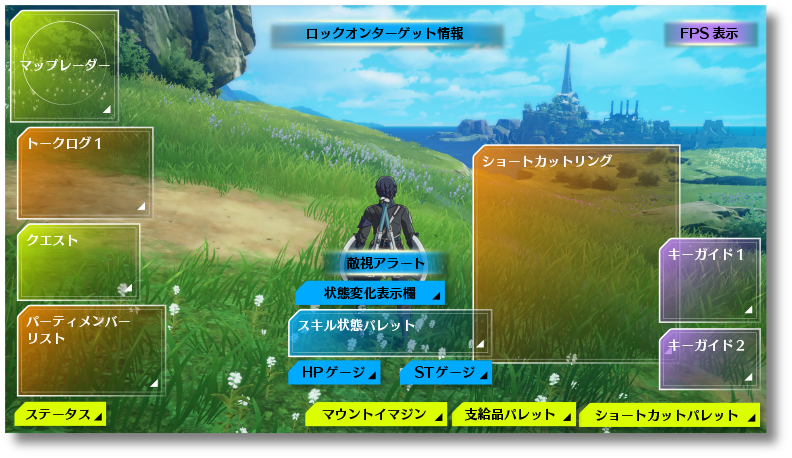 ロックオンターゲット情報
FPS 表示
マップレーダー
トークログ1
ショートカットリング
クエスト
キーガイド1
敵視アラート
状態変化表示欄
パーティメンバー
リスト
スキル状態パレット
キーガイド2
HPゲージ
STゲージ
ステータス
マウントイマジン
支給品パレット
ショートカットパレット